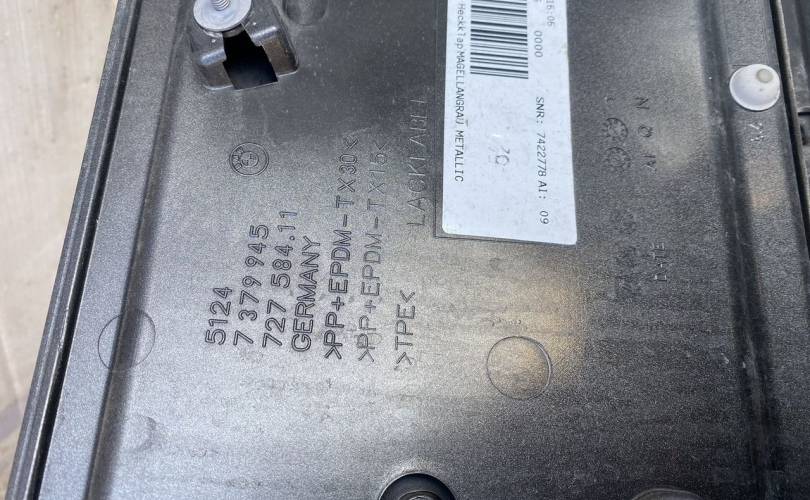 5124
7 379 945
727 584.11
GERMANY
>PP+EPDM-TX30<
>PP+EPDM-TX15<
>TPE<
LACKLABEL
HeckklapMAGELLANGRAU METALLIC
0000
SNR: 7422778 AI: 09